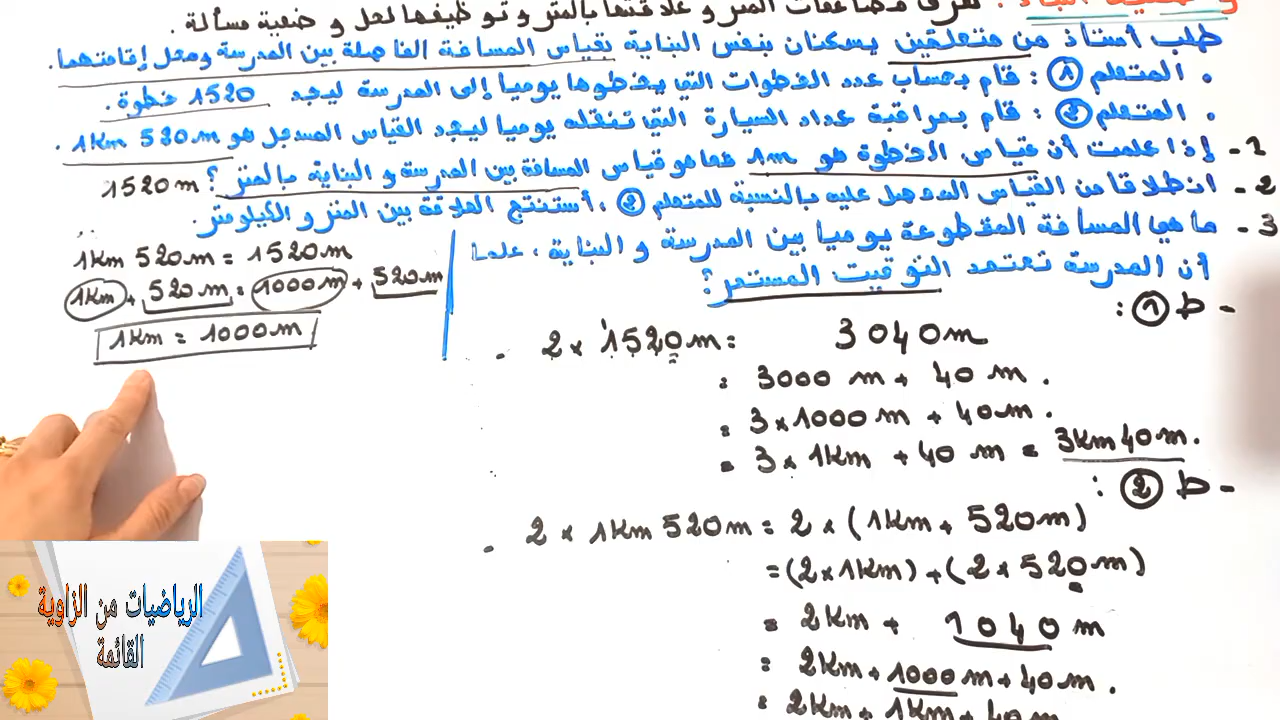 وضعية البناء : تعرف مضاعفات المتر و علاقتها بالمتر و توظيفها لحل و ضعية مسألة .
طلب أستاذ من متعلمين يسكنان بنفس البناية بقياس المسافة الفاصلة بين المدرسة ومحل إقامتهما .
. المتعلم ① : قام بحساب عدد الخطوات التي يخطوها يوميا إلى المدرسة ليجد 1520 خطوة .
. المتعلم ② : قام بمراقبة عداد السيارة التي تنقله يوميا ليجد القياس المسجل هو 1Km 520m .
1- إذا علمت أن قياس الخطوة هو 1m فما هو قياس المسافة بين المدرسة و البناية بالمتر ؟ 1520m
2- انطلاقا من القياس المحصل عليه بالنسبة للمتعلم ② ، أستنتج العلاقة بين المتر و الكيلومتر.
3- ما هي المسافة المقطوعة يوميا بين المدرسة و البناية ، علما
أن المدرسة تعتمد التوقيت المستمر ؟
1Km 520m = 1520m
1Km + 520m = 1000m + 520m
1Km = 1000m
- ط ① :
. 2 × 1520m = 3040m
= 3000 m + 40 m .
= 3 × 1000 m + 40m .
= 3 × 1Km + 40 m = 3Km 40m .
- ط ② :
. 2 × 1Km 520m = 2 × (1Km + 520m)
= (2 × 1Km) + (2 × 520m)
= 2Km + 1040 m
= 2Km + 1000m + 40m .
= 2Km + 1Km + 40m
الرياضيات من الزاوية
القائمة